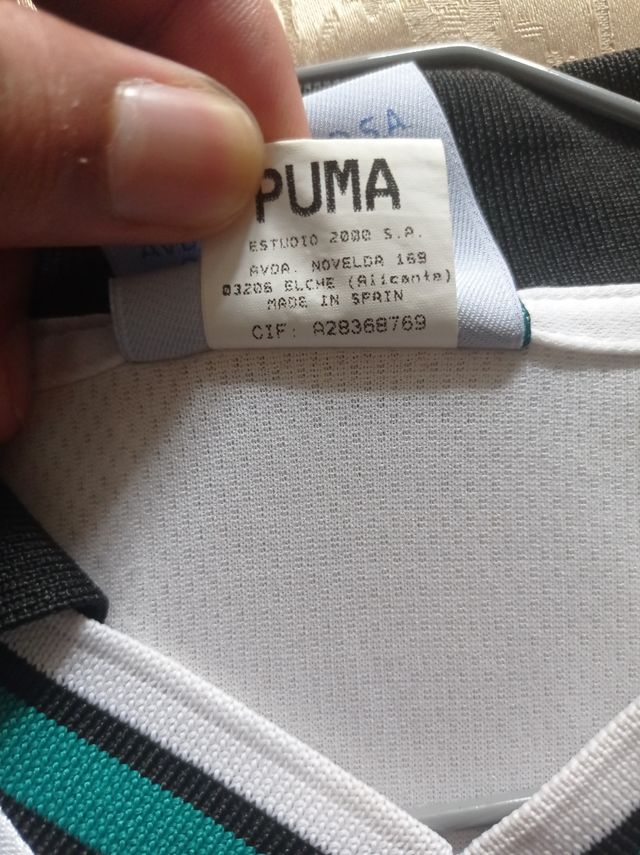 PUMA
ESTUDIO 2000 S.A.
AVDA. NOVELDA 169
03206 ELCHE (Alicante)
MADE IN SPAIN
CIF: A28368769